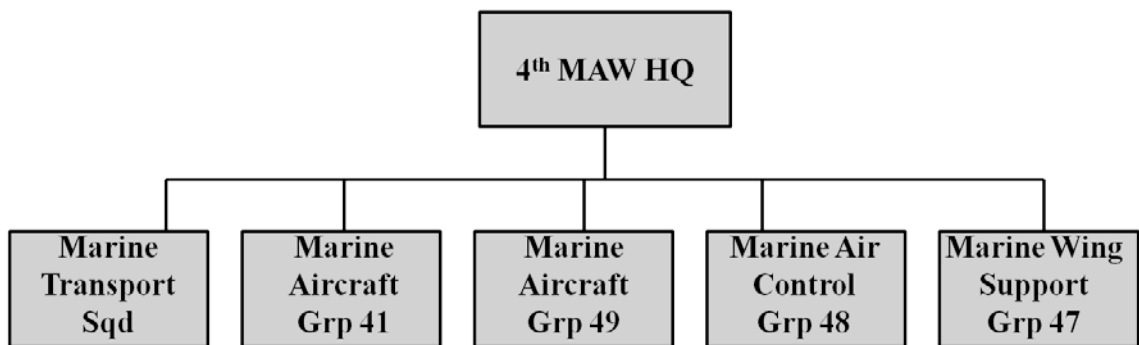 4th MAW HQ
Marine
Transport
Sqd
Marine
Aircraft
Grp 41
Marine
Aircraft
Grp 49
Marine Air
Control
Grp 48
Marine Wing
Support
Grp 47